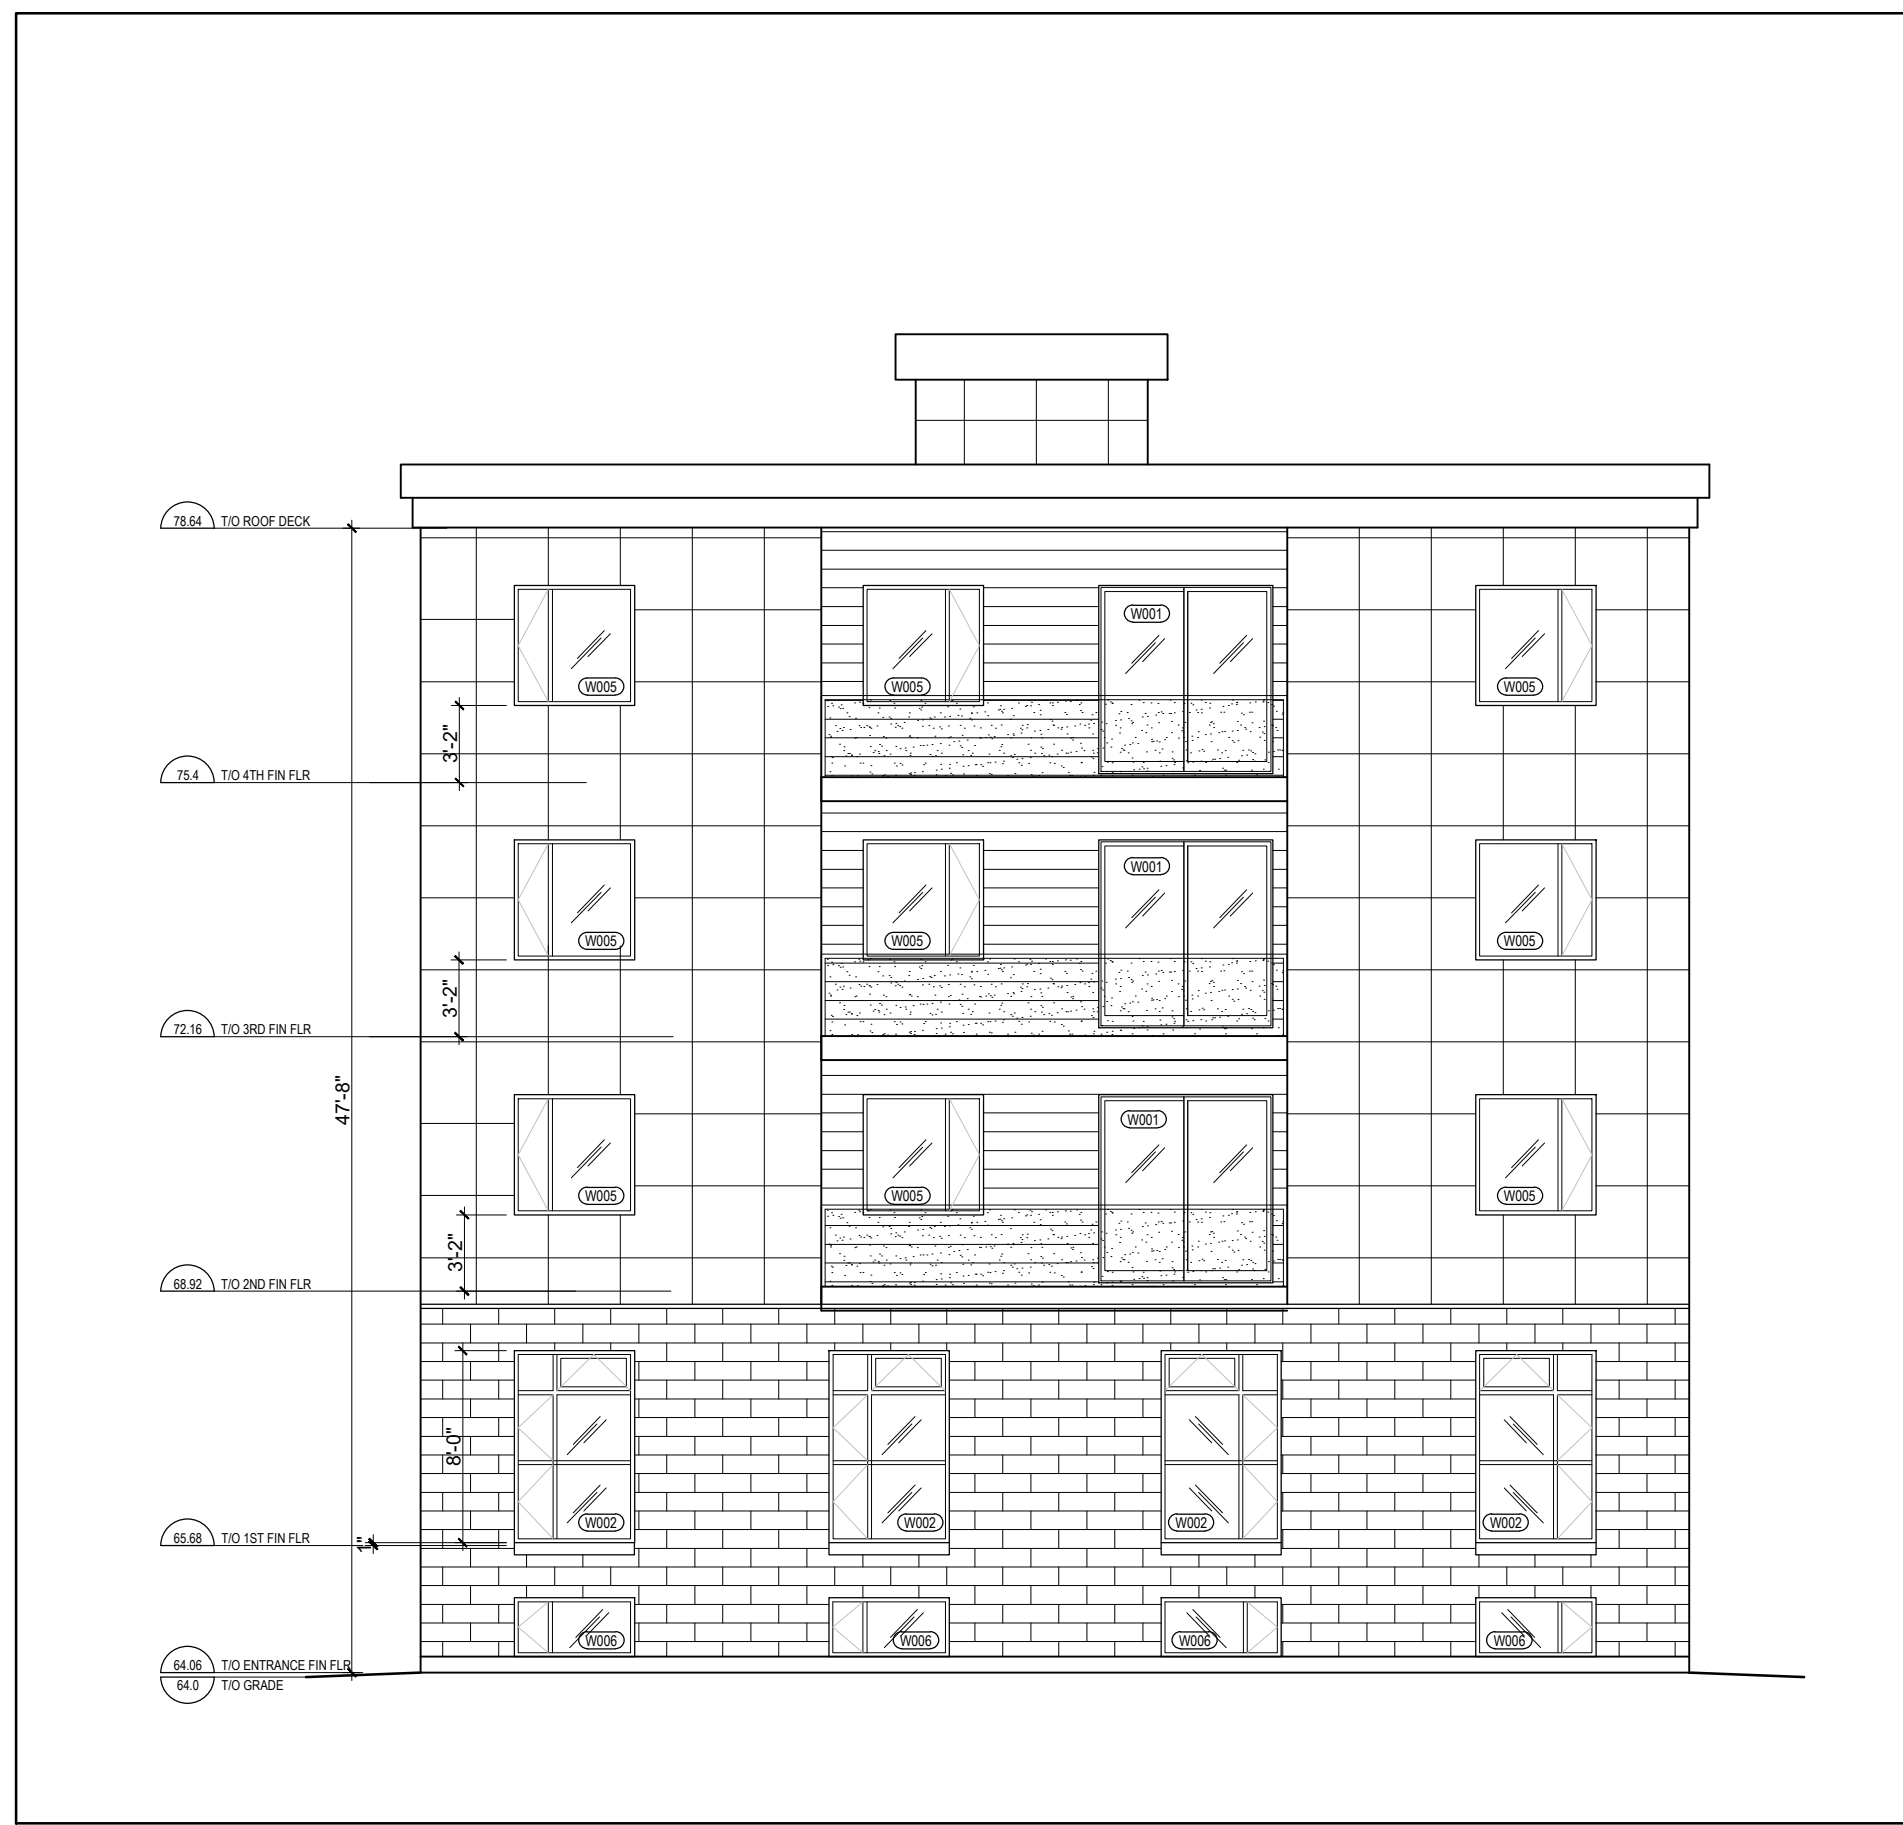 78.64 T/O ROOF DECK
W001
W005 W005 W005
3'-2"
75.4 T/O 4TH FIN FLR
W001
W005 W005 W005
3'-2"
72.16 T/O 3RD FIN FLR
47'-8"
W001
W005 W005 W005
3'-2"
68.92 T/O 2ND FIN FLR
8'-0"
W002 W002 W002 W002
65.68 T/O 1ST FIN FLR
1"
W006 W006 W006 W006
64.06 T/O ENTRANCE FIN FLR
64.0 T/O GRADE